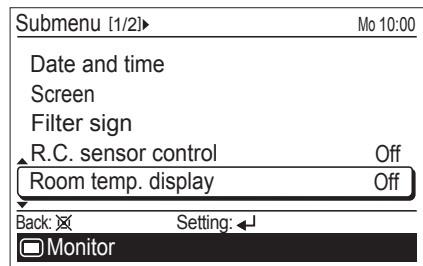 Submenu [1/2]▶ Mo 10:00
Date and time
Screen
Filter sign
R.C. sensor control Off
Room temp. display Off
Back: Setting:
Monitor